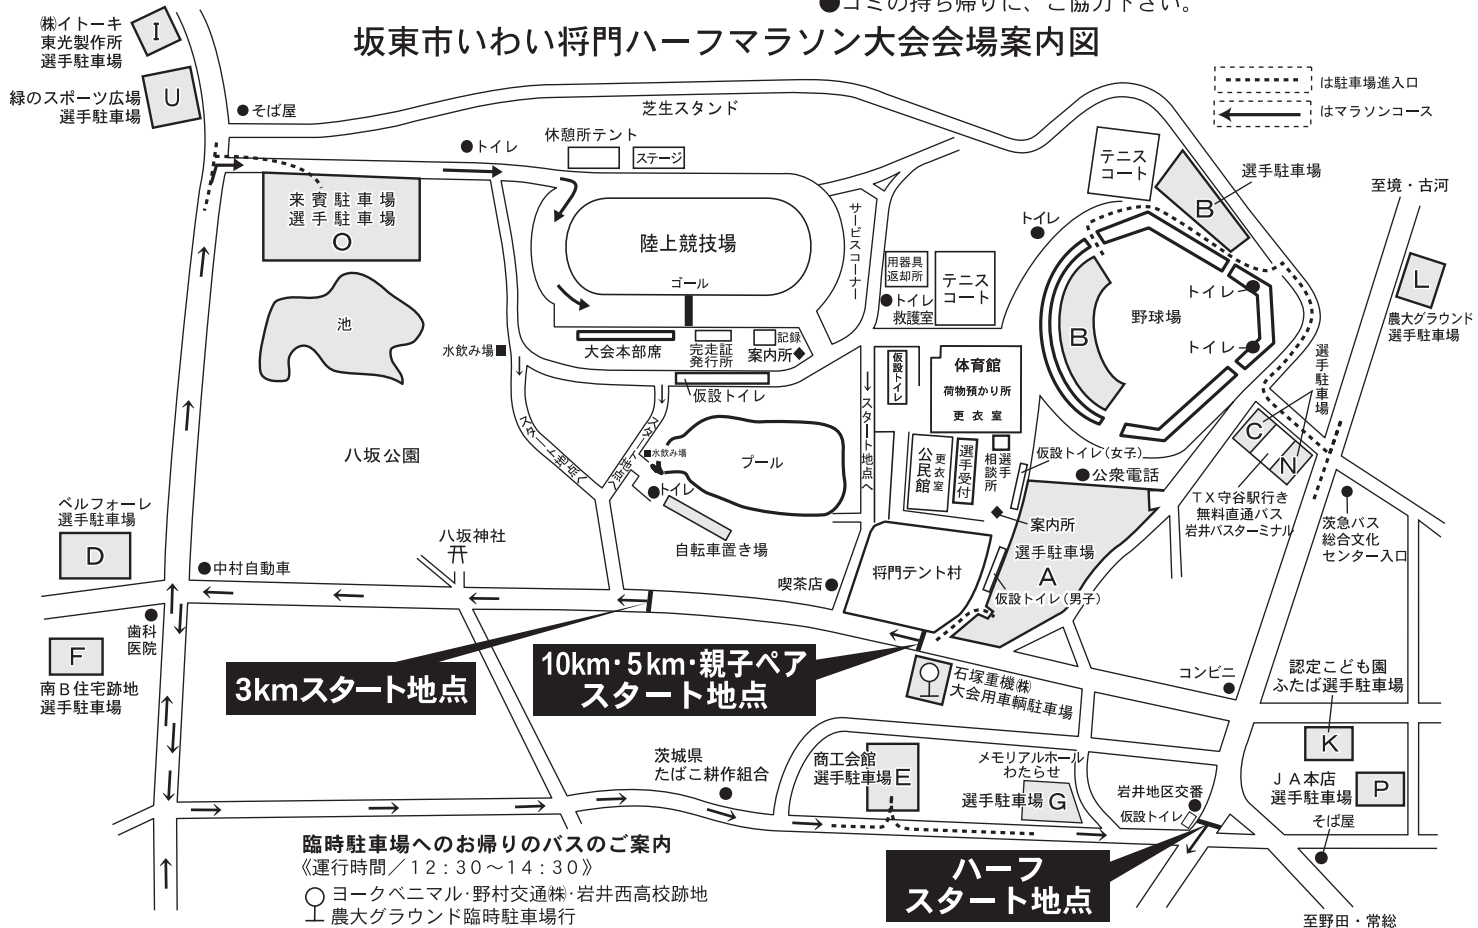 ●ゴミの持ち帰りに、ご協力下さい。
坂東市いわい将門ハーフマラソン大会会場案内図
㈱イトーキ
東光製作所
選手駐車場
I
緑のスポーツ広場
選手駐車場
U
●そば屋
は駐車場進入口
はマラソンコース
芝生スタンド
●トイレ
休憩所テント
ステージ
来賓駐車場
選手駐車場
O
陸上競技場
ゴール
サービスコーナー
テニス
コート
選手駐車場
B
至境・古河
トイレ
用器具
返却所
●トイレ
救護室
テニス
コート
トイレ
野球場
B
トイレ
L
農大グラウンド
選手駐車場
池
水飲み場■
大会本部席
完走証
発行所
記録
案内所◆
仮設トイレ
仮設トイレ
体育館
荷物預かり所
更衣室
選手駐車場
C
N
八坂公園
スタート地点へ
スタート地点へ
スタート地点へ
■水飲み場
プール
●トイレ
自転車置き場
公民館
更衣室
選手受付
選手
相談所
仮設トイレ(女子)
●公衆電話
案内所
選手駐車場
A
仮設トイレ(男子)
TX守谷駅行き
無料直通バス
岩井バスターミナル
茨急バス
総合文化
センター入口
ベルフォーレ
選手駐車場
D
●中村自動車
八坂神社
喫茶店●
将門テント村
歯科
医院
F
南B住宅跡地
選手駐車場
3kmスタート地点
10km・5km・親子ペア
スタート地点
石塚重機㈱
大会用車輌駐車場
コンビニ
認定こども園
ふたば選手駐車場
K
茨城県
たばこ耕作組合
商工会館
選手駐車場E
メモリアルホール
わたらせ
選手駐車場G
岩井地区交番
仮設トイレ
JA本店
選手駐車場
P
そば屋
ハーフ
スタート地点
臨時駐車場へのお帰りのバスのご案内
《運行時間／12：30～14：30》
ヨークベニマル・野村交通㈱・岩井西高校跡地
農大グラウンド臨時駐車場行
至野田・常総